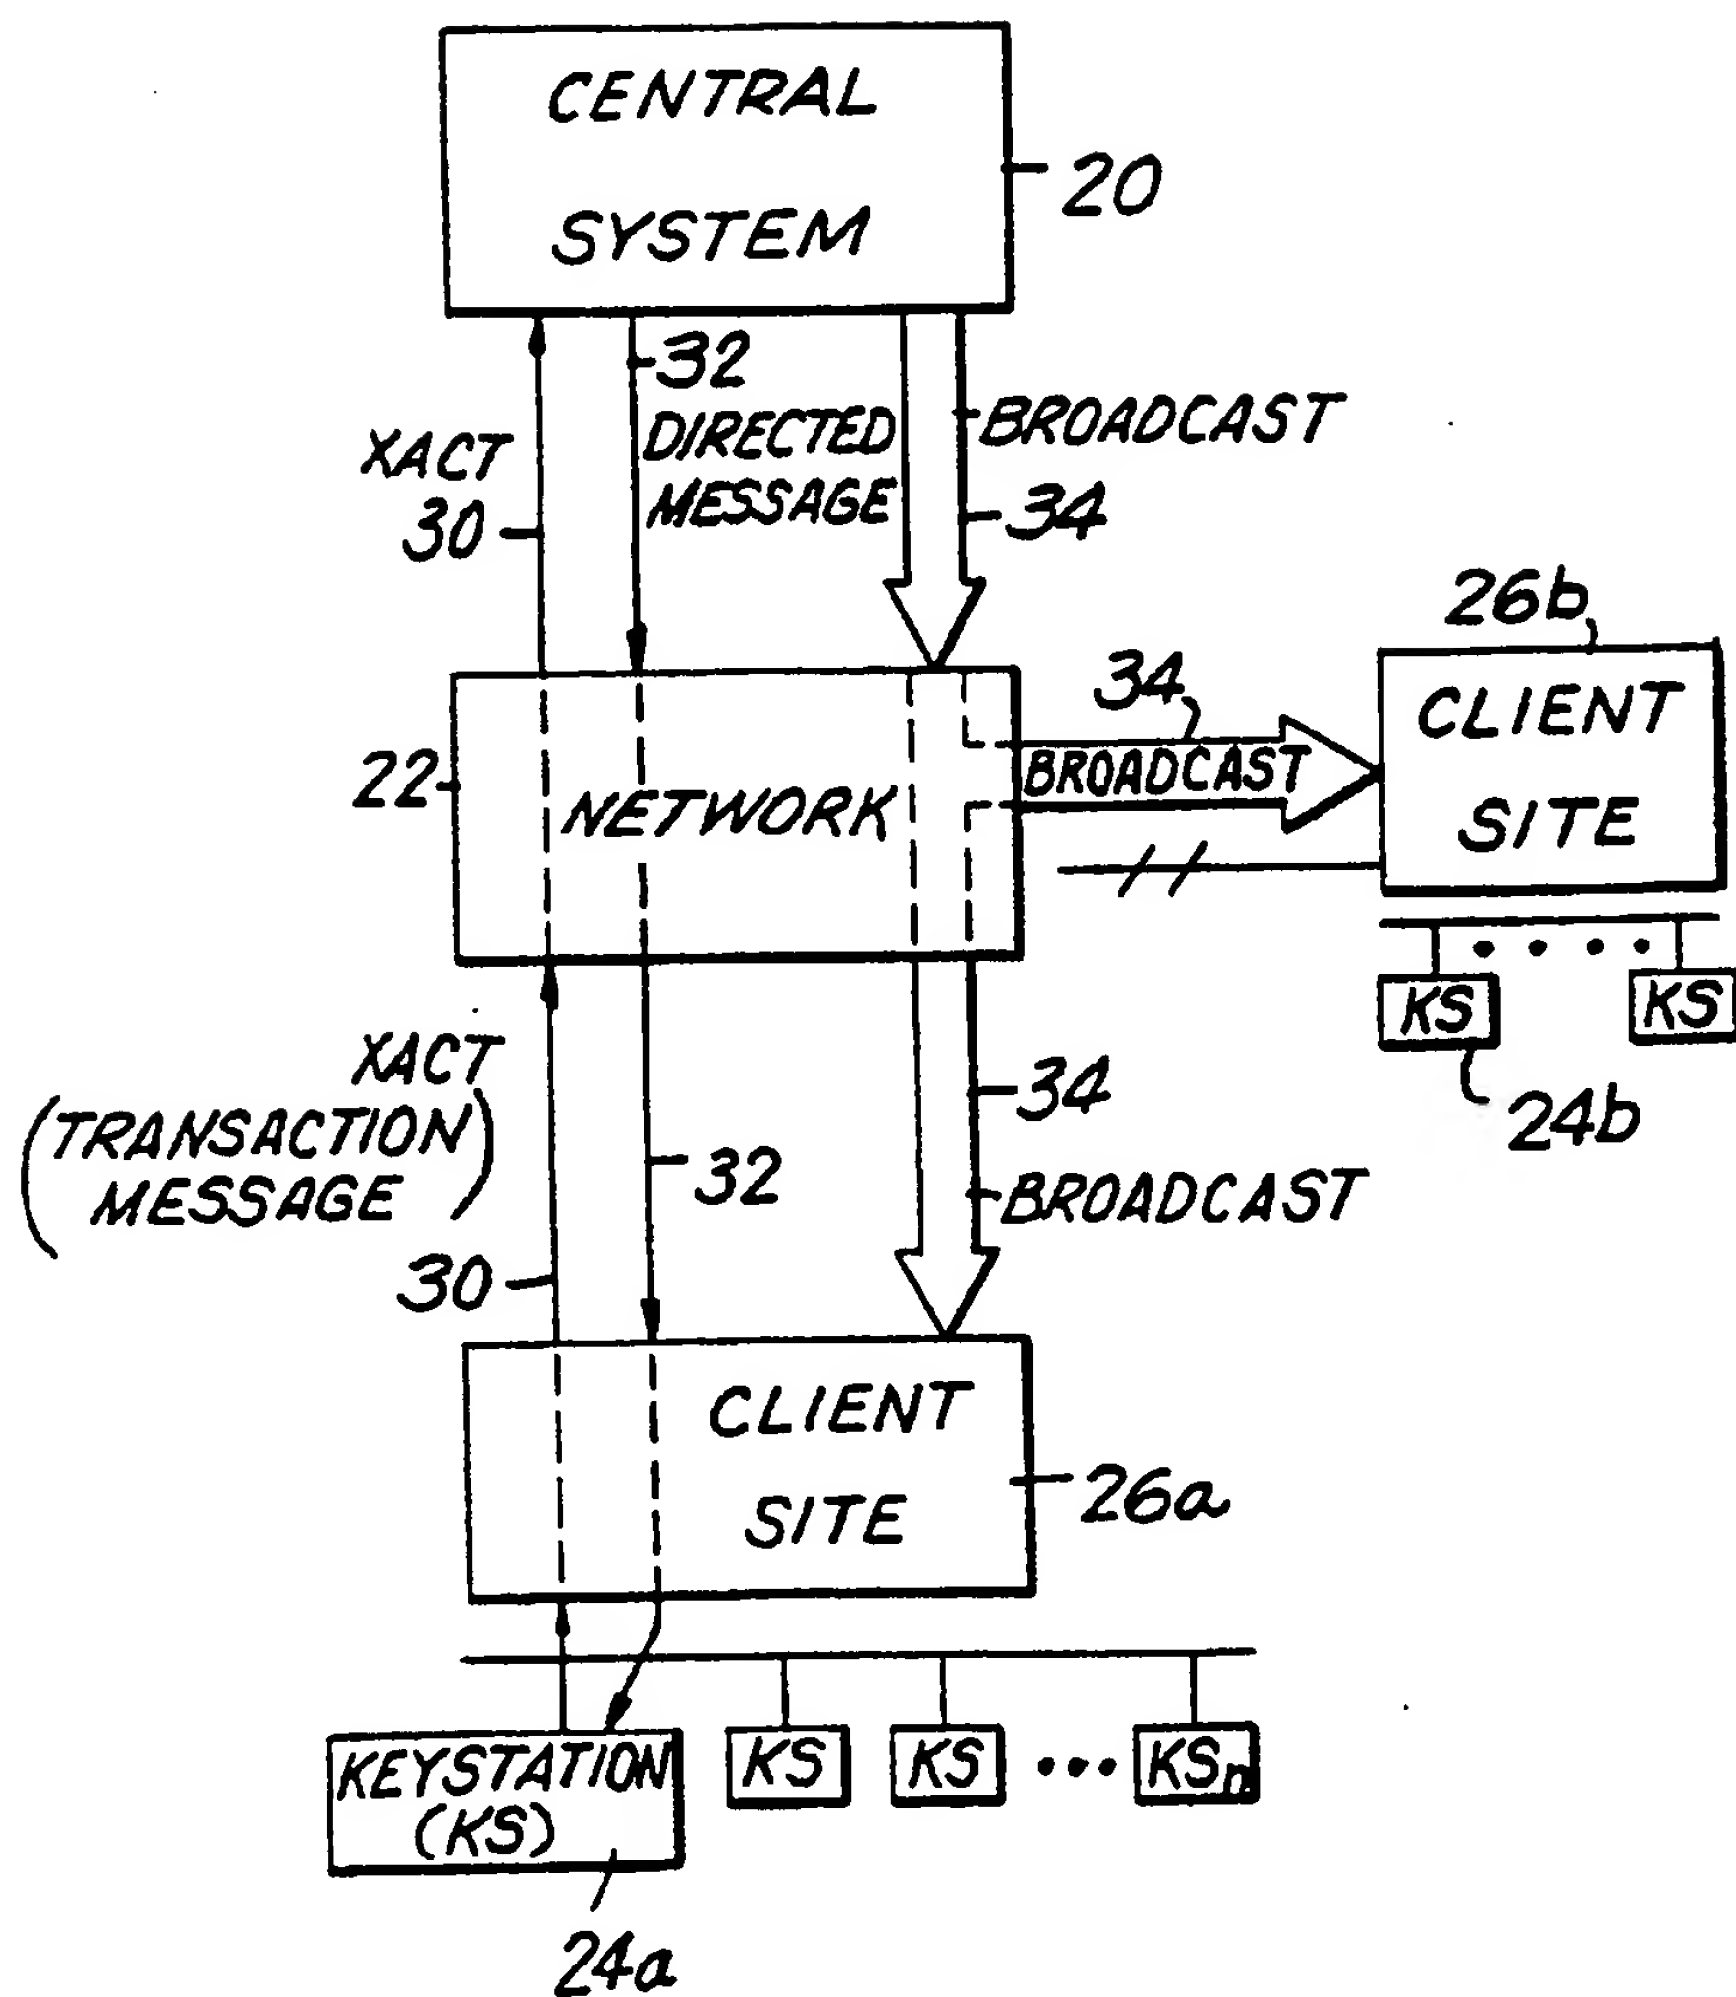 CENTRAL
SYSTEM
20
32
DIRECTED
MESSAGE
BROADCAST
34
XACT
30
26b
CLIENT
SITE
34
BROADCAST
22
NETWORK
KS
KS
24b
XACT
(TRANSACTION
MESSAGE)
30
32
34
BROADCAST
CLIENT
SITE
26a
KEYSTATION
(KS)
KS
KS
KSn
24a